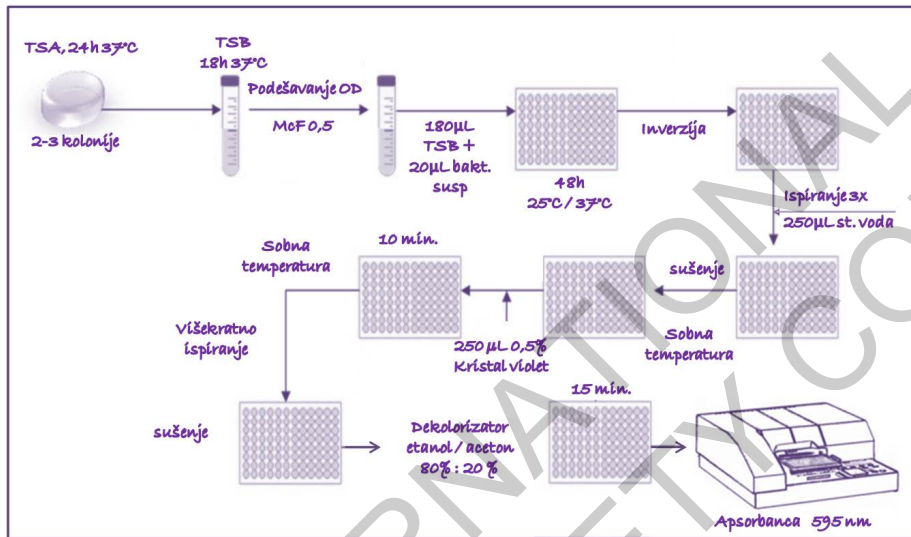 TSA, 24h 37°C
2-3 kolonije
TSB
18h 37°C
Podešavanje OD
McF 0,5
180µL
TSB +
20µL bakt.
susp
48h
25°C / 37°C
Inverzija
Ispiranje 3x
250µL st. voda
sušenje
Sobna
temperatura
250 µL 0,5%
Kristal violet
10 min.
Sobna
temperatura
Višekratno
ispiranje
sušenje
Dekolorizator
etanol / aceton
80% : 20 %
15 min.
Apsorbanca 595 nm